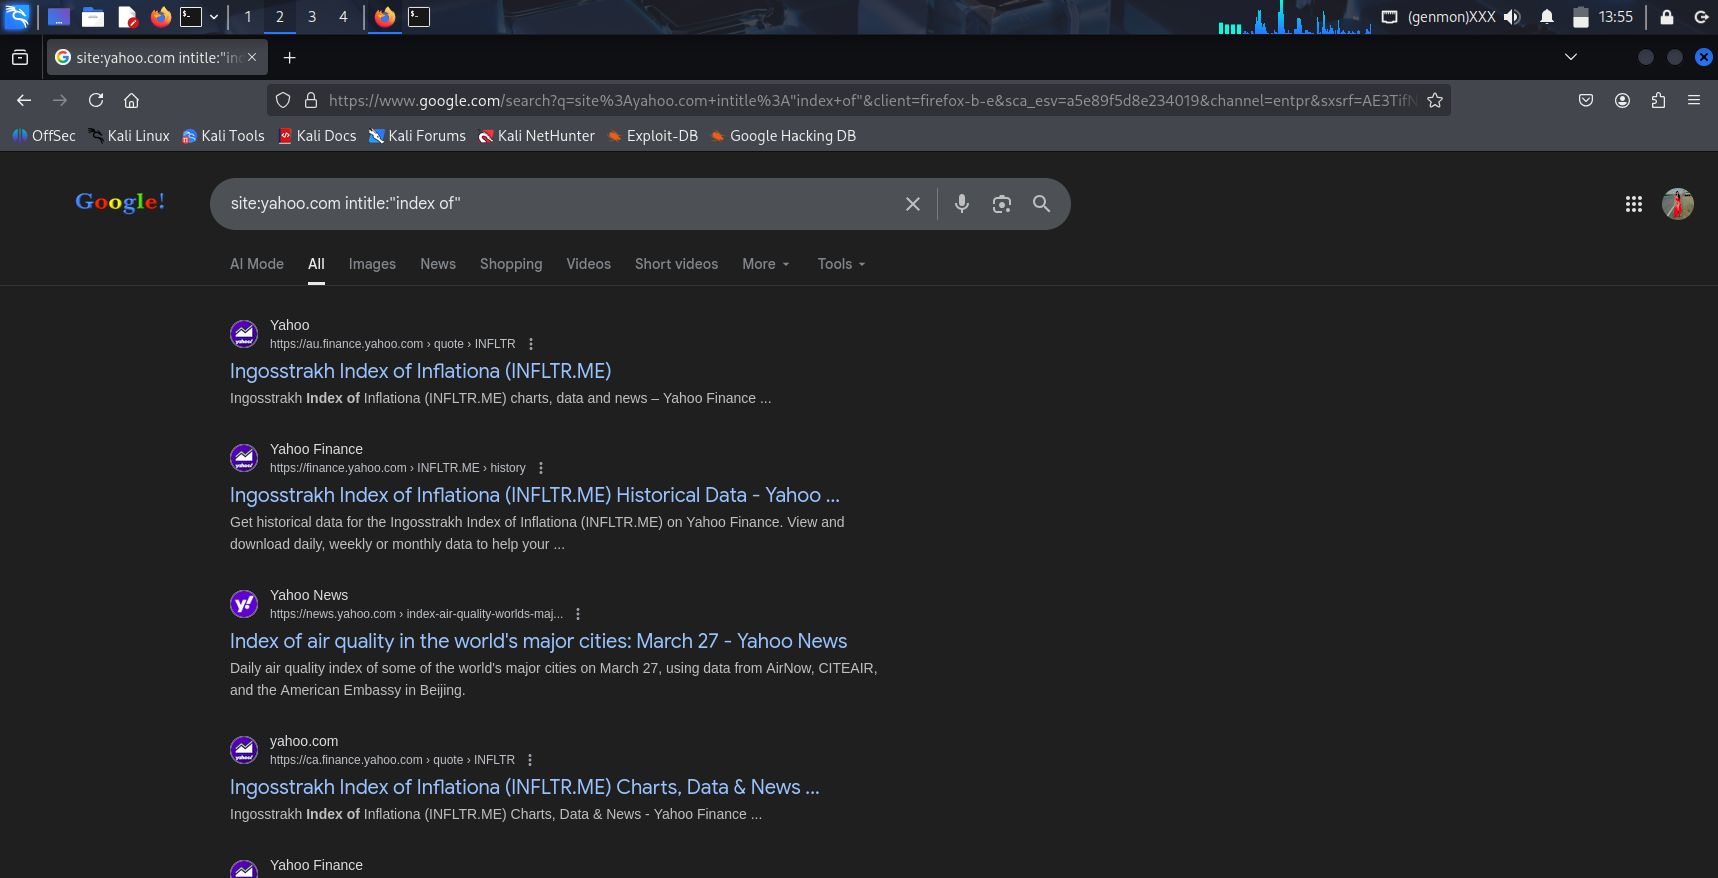 1 2 3 4 (genmon)XXX 13:55
site:yahoo.com intitle:"ind
https://www.google.com/search?q=site%3Ayahoo.com+intitle%3A"index+of"&client=firefox-b-e&sca_esv=a5e89f5d8e234019&channel=entpr&sxsrf=AE3TifN
OffSec Kali Linux Kali Tools Kali Docs Kali Forums Kali NetHunter Exploit-DB Google Hacking DB
Google! site:yahoo.com intitle:"index of"
AI Mode All Images News Shopping Videos Short videos More Tools
Yahoo
https://au.finance.yahoo.com › quote › INFLTR
Ingosstrakh Index of Inflationa (INFLTR.ME)
Ingosstrakh Index of Inflationa (INFLTR.ME) charts, data and news – Yahoo Finance ...
Yahoo Finance
https://finance.yahoo.com › INFLTR.ME › history
Ingosstrakh Index of Inflationa (INFLTR.ME) Historical Data - Yahoo ...
Get historical data for the Ingosstrakh Index of Inflationa (INFLTR.ME) on Yahoo Finance. View and
download daily, weekly or monthly data to help your ...
Yahoo News
https://news.yahoo.com › index-air-quality-worlds-maj...
Index of air quality in the world's major cities: March 27 - Yahoo News
Daily air quality index of some of the world's major cities on March 27, using data from AirNow, CITEAIR,
and the American Embassy in Beijing.
yahoo.com
https://ca.finance.yahoo.com › quote › INFLTR
Ingosstrakh Index of Inflationa (INFLTR.ME) Charts, Data & News ...
Ingosstrakh Index of Inflationa (INFLTR.ME) Charts, Data & News - Yahoo Finance ...
Yahoo Finance